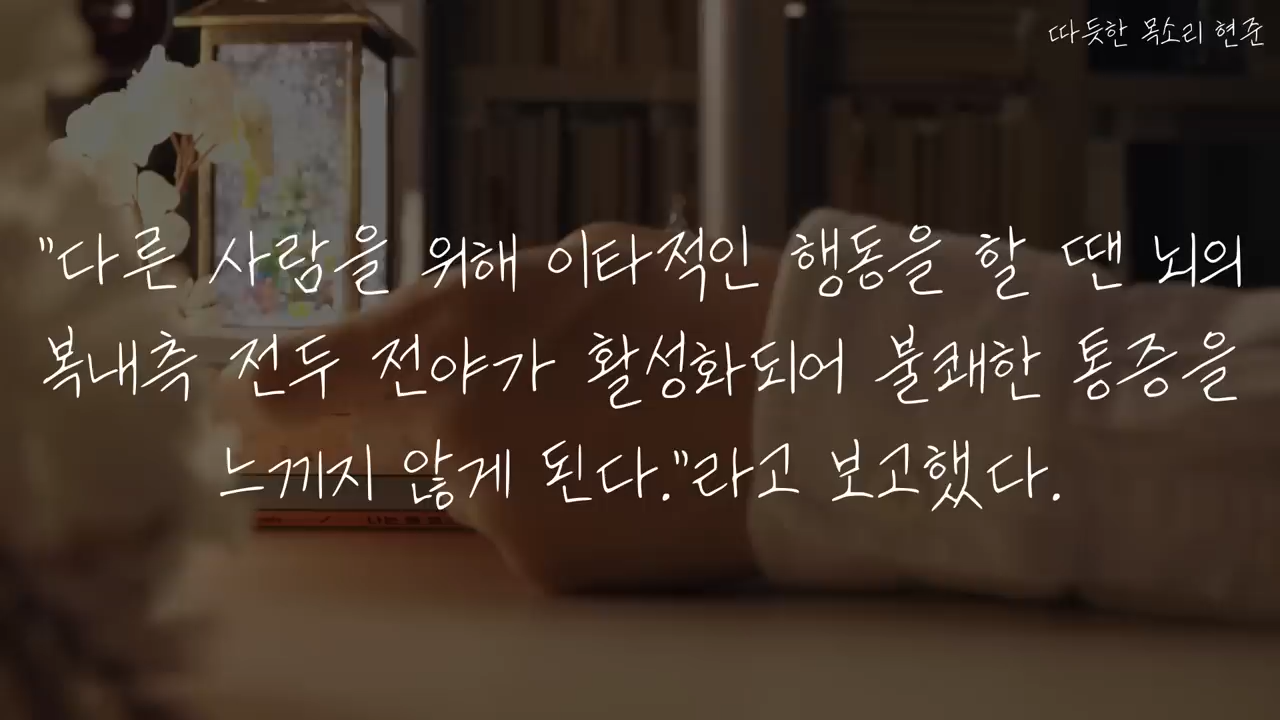 따듯한 목소리 현준
"다른 사람을 위해 이타적인 행동을 할 땐 뇌의
복내측 전두 전야가 활성화되어 불쾌한 통증을
느끼지 않게 된다."라고 보고했다.